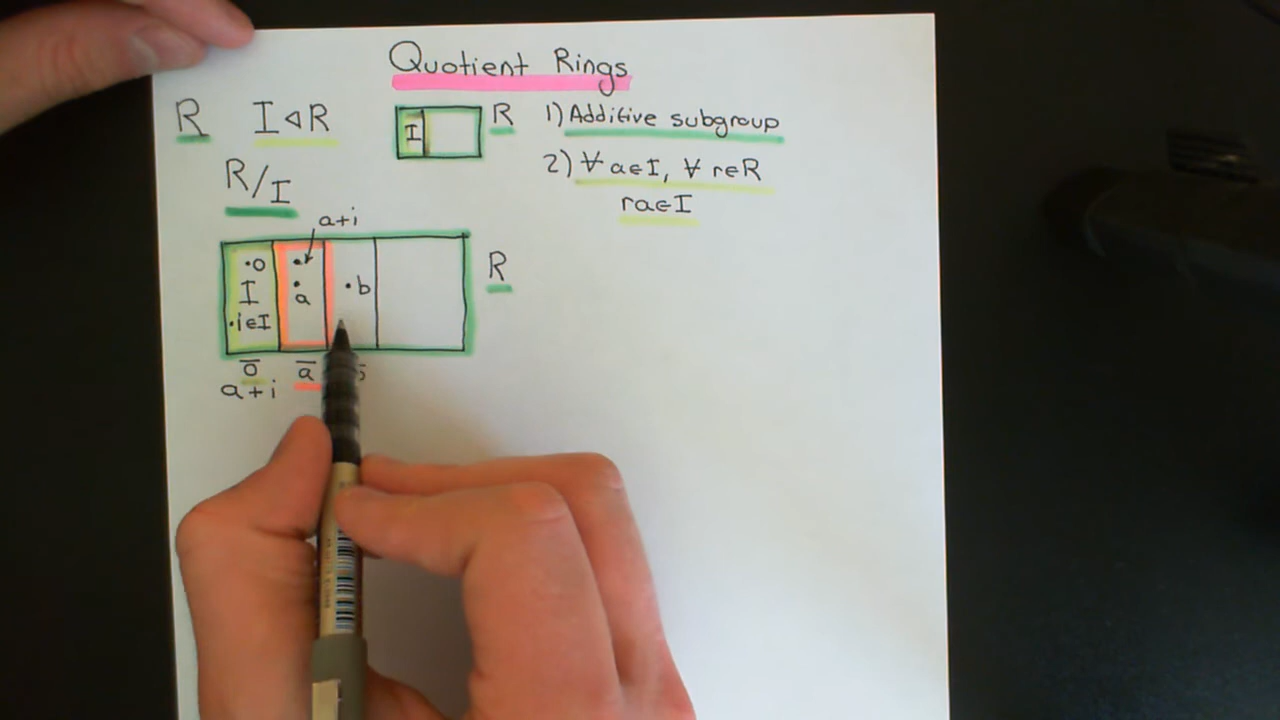 Quotient Rings
R I ◁ R
I R
1) Additive subgroup
2) ∀ a∈I, ∀ r∈R
ra∈I
R/I
a+i
•0 •a •b R
I
•i∈I
0̅ a̅
a+i